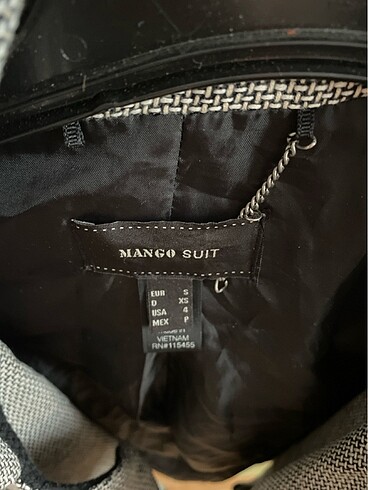 MANGO SUIT
EUR S
D XS
USA 4
MEX P
VIETNAM
RN#115455